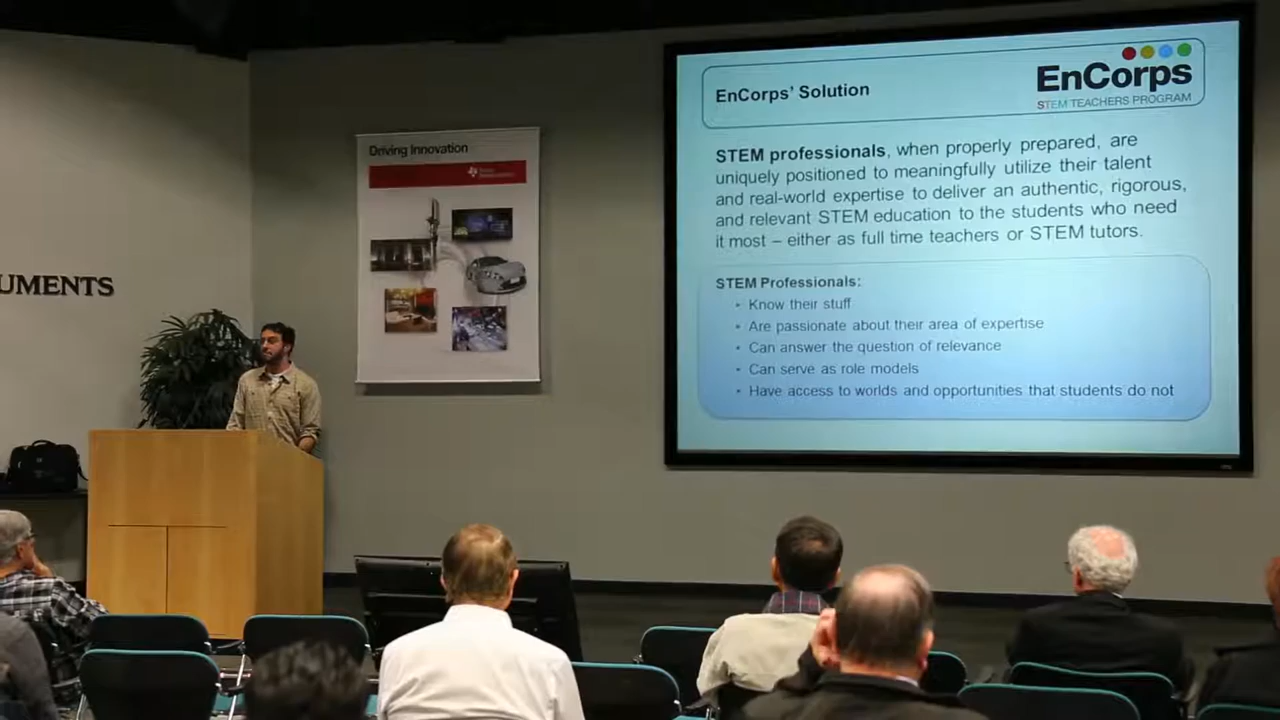 UMENTS
Driving Innovation
EnCorps' Solution
EnCorps
STEM TEACHERS PROGRAM
STEM professionals, when properly prepared, are
uniquely positioned to meaningfully utilize their talent
and real-world expertise to deliver an authentic, rigorous,
and relevant STEM education to the students who need
it most – either as full time teachers or STEM tutors.
STEM Professionals:
• Know their stuff
• Are passionate about their area of expertise
• Can answer the question of relevance
• Can serve as role models
• Have access to worlds and opportunities that students do not